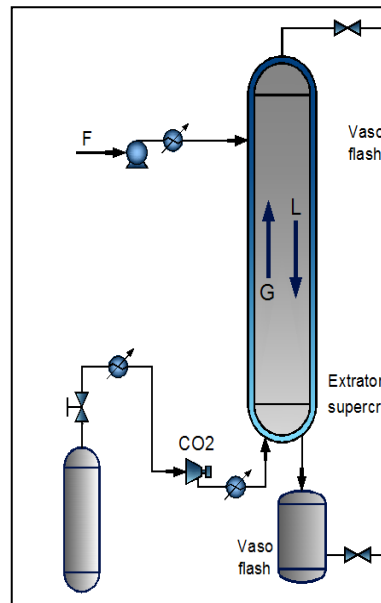 F
Vaso
flash
L
G
Extrator
supercr
CO2
Vaso
flash